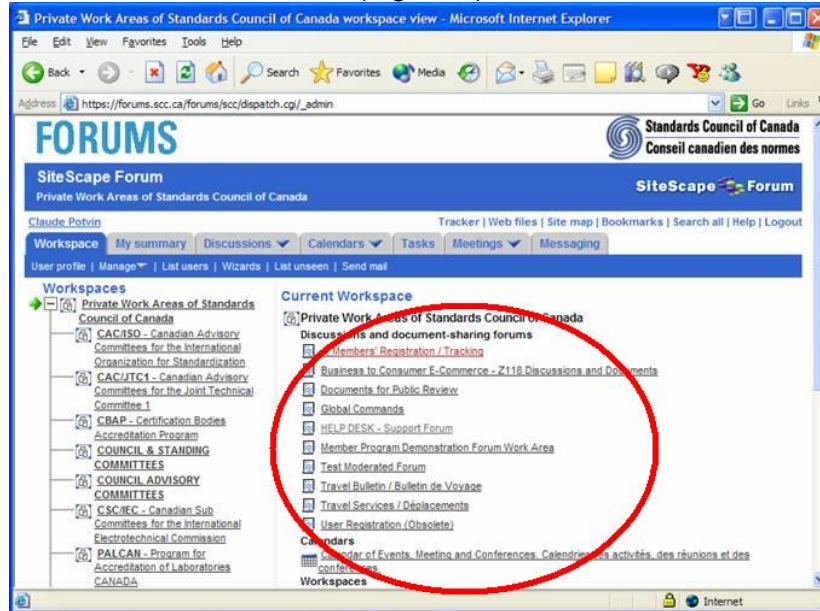 Private Work Areas of Standards Council of Canada workspace view - Microsoft Internet Explorer
File Edit View Favorites Tools Help
Back Search Favorites Media
Address https://forums.scc.ca/forums/scc/dispatch.cgi/_admin Go Links
FORUMS
Standards Council of Canada
Conseil canadien des normes
SiteScape Forum
Private Work Areas of Standards Council of Canada
SiteScape Forum
Claude Potvin
Tracker | Web files | Site map | Bookmarks | Search all | Help | Logout
Workspace My summary Discussions Calendars Tasks Meetings Messaging
User profile | Manage | List users | Wizards | List unseen | Send mail
Workspaces
Private Work Areas of Standards
Council of Canada
CAC/ISO - Canadian Advisory
Committees for the International
Organization for Standardization
CAC/JTC1 - Canadian Advisory
Committees for the Joint Technical
Committee 1
CBAP - Certification Bodies
Accreditation Program
COUNCIL & STANDING
COMMITTEES
COUNCIL ADVISORY
COMMITTEES
CSC/IEC - Canadian Sub
Committees for the International
Electrotechnical Commission
PALCAN - Program for
Accreditation of Laboratories
CANADA
Current Workspace
Private Work Areas of Standards Council of Canada
Discussions and document-sharing forums
Members' Registration / Tracking
Business to Consumer E-Commerce - Z118 Discussions and Documents
Documents for Public Review
Global Commands
HELP DESK - Support Forum
Member Program Demonstration Forum Work Area
Test Moderated Forum
Travel Bulletin / Bulletin de Voyage
Travel Services / Déplacements
User Registration (Obsolete)
Calendars
Calendar of Events, Meeting and Conferences. Calendrier des activités, des réunions et des
conférences.
Workspaces
Internet